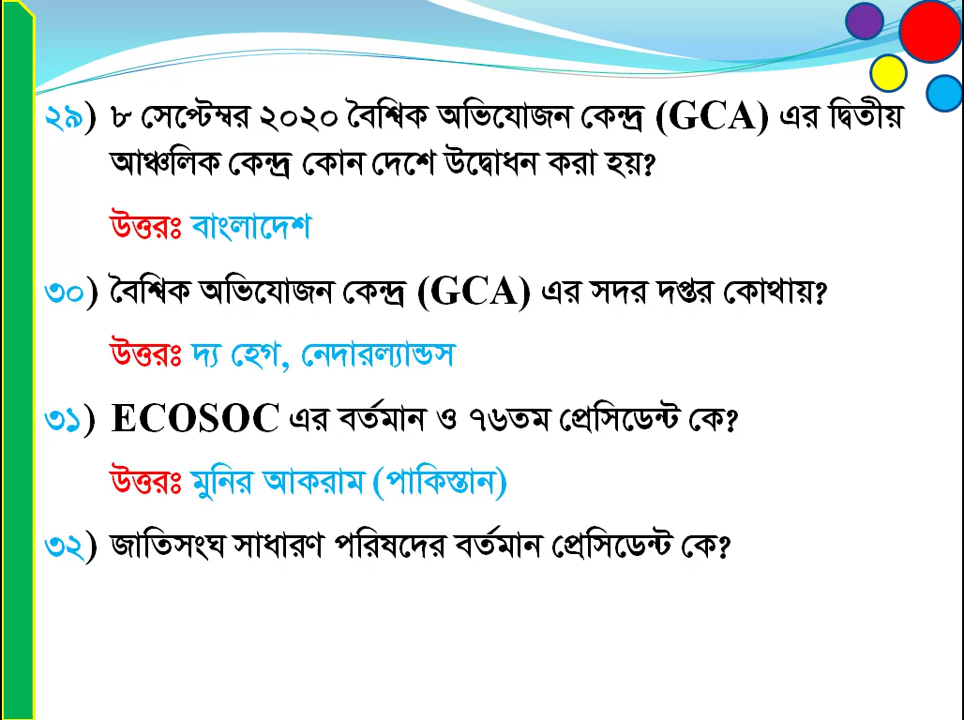 ২৯) ৮ সেপ্টেম্বর ২০২০ বৈশ্বিক অভিযোজন কেন্দ্র (GCA) এর দ্বিতীয়
আঞ্চলিক কেন্দ্র কোন দেশে উদ্বোধন করা হয়?
উত্তরঃ বাংলাদেশ
৩০) বৈশ্বিক অভিযোজন কেন্দ্র (GCA) এর সদর দপ্তর কোথায়?
উত্তরঃ দ্য হেগ, নেদারল্যান্ডস
৩১) ECOSOC এর বর্তমান ও ৭৬তম প্রেসিডেন্ট কে?
উত্তরঃ মুনির আকরাম (পাকিস্তান)
৩২) জাতিসংঘ সাধারণ পরিষদের বর্তমান প্রেসিডেন্ট কে?